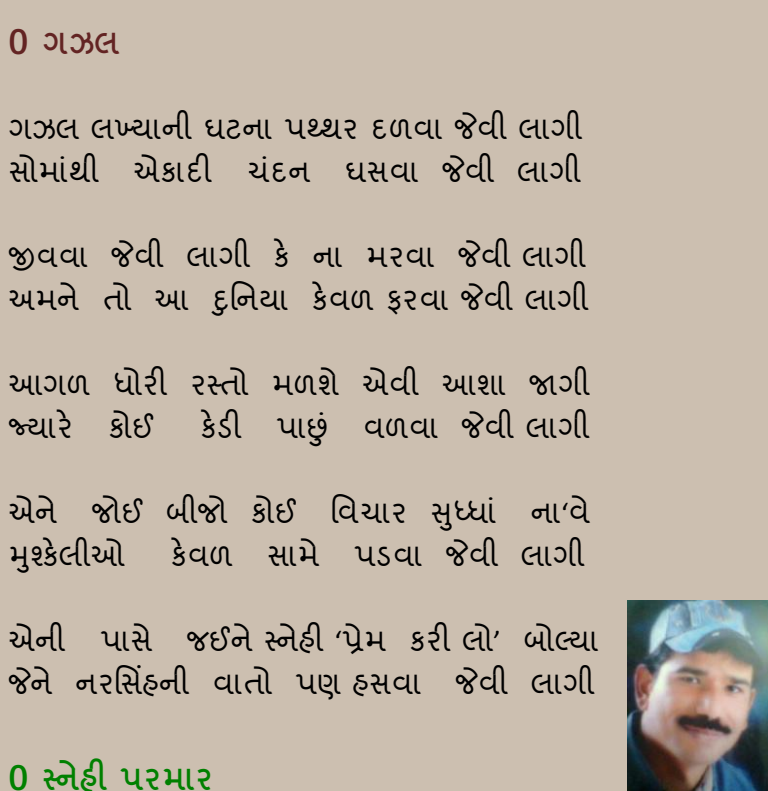 0 ગઝલ
ગઝલ લખ્યાની ઘટના પથ્થર દળવા જેવી લાગી
સોમાંથી એકાદી ચંદન ઘસવા જેવી લાગી
જીવવા જેવી લાગી કે ના મરવા જેવી લાગી
અમને તો આ દુનિયા કેવળ ફરવા જેવી લાગી
આગળ ધોરી રસ્તો મળશે એવી આશા જાગી
જ્યારે કોઈ કેડી પાછું વળવા જેવી લાગી
એને જોઈ બીજો કોઈ વિચાર સુધ્ધાં ના‘વે
મુશ્કેલીઓ કેવળ સામે પડવા જેવી લાગી
એની પાસે જઈને સ્નેહી ‘પ્રેમ કરી લો’ બોલ્યા
જેને નરસિંહની વાતો પણ હસવા જેવી લાગી
0 સ્નેહી પરમાર